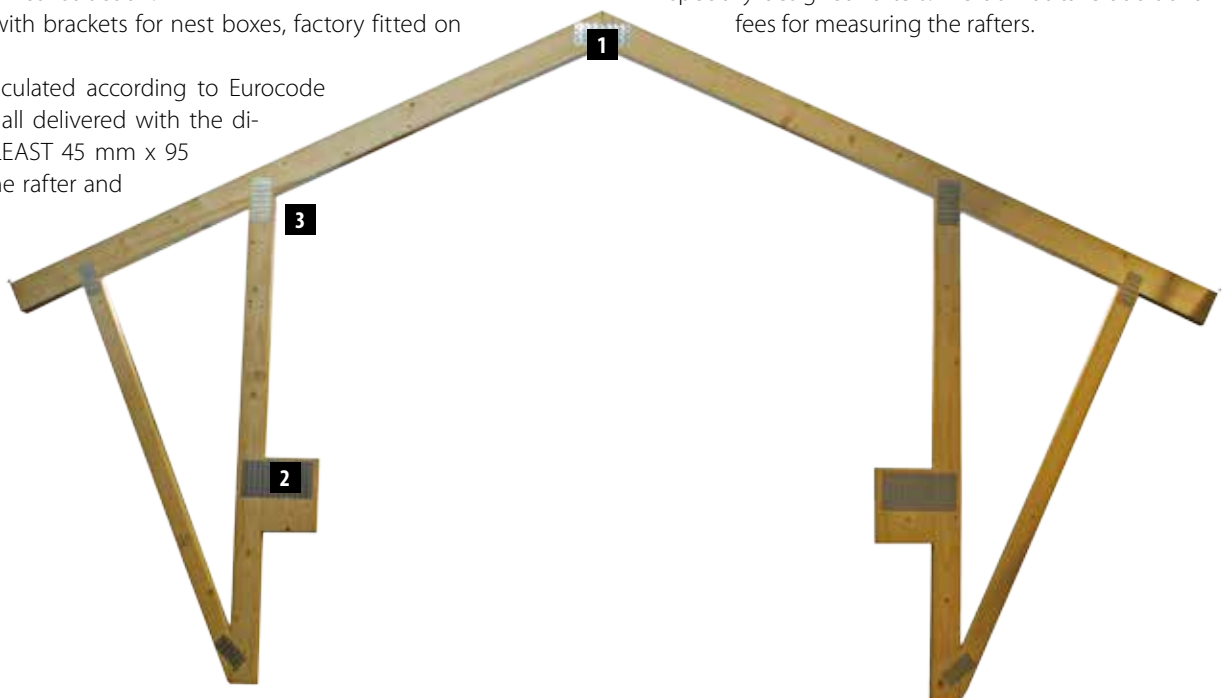 with brackets for nest boxes, factory fitted on
culated according to Eurocode
all delivered with the di-
LEAST 45 mm x 95
rafter and
fees for measuring the rafters.
1
3
2